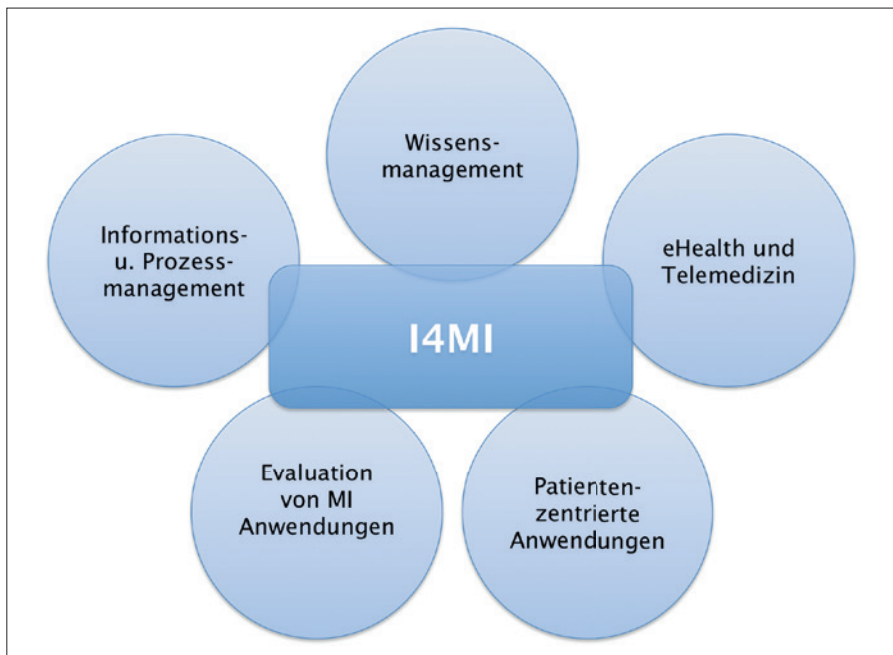 Wissens-
management
Informations-
u. Prozess-
management
eHealth und
Telemedizin
I4MI
Evaluation
von MI
Anwendungen
Patienten-
zentrierte
Anwendungen